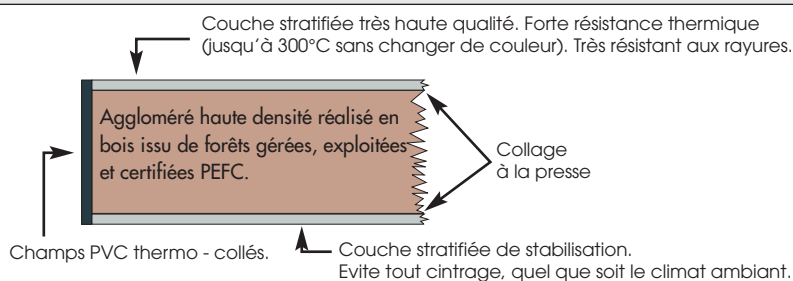 Couche stratifiée très haute qualité. Forte résistance thermique
(jusqu'à 300°C sans changer de couleur). Très résistant aux rayures.
Aggloméré haute densité réalisé en
bois issu de forêts gérées, exploitées
et certifiées PEFC.
Collage
à la presse
Champs PVC thermo - collés.
Couche stratifiée de stabilisation.
Evite tout cintrage, quel que soit le climat ambiant.